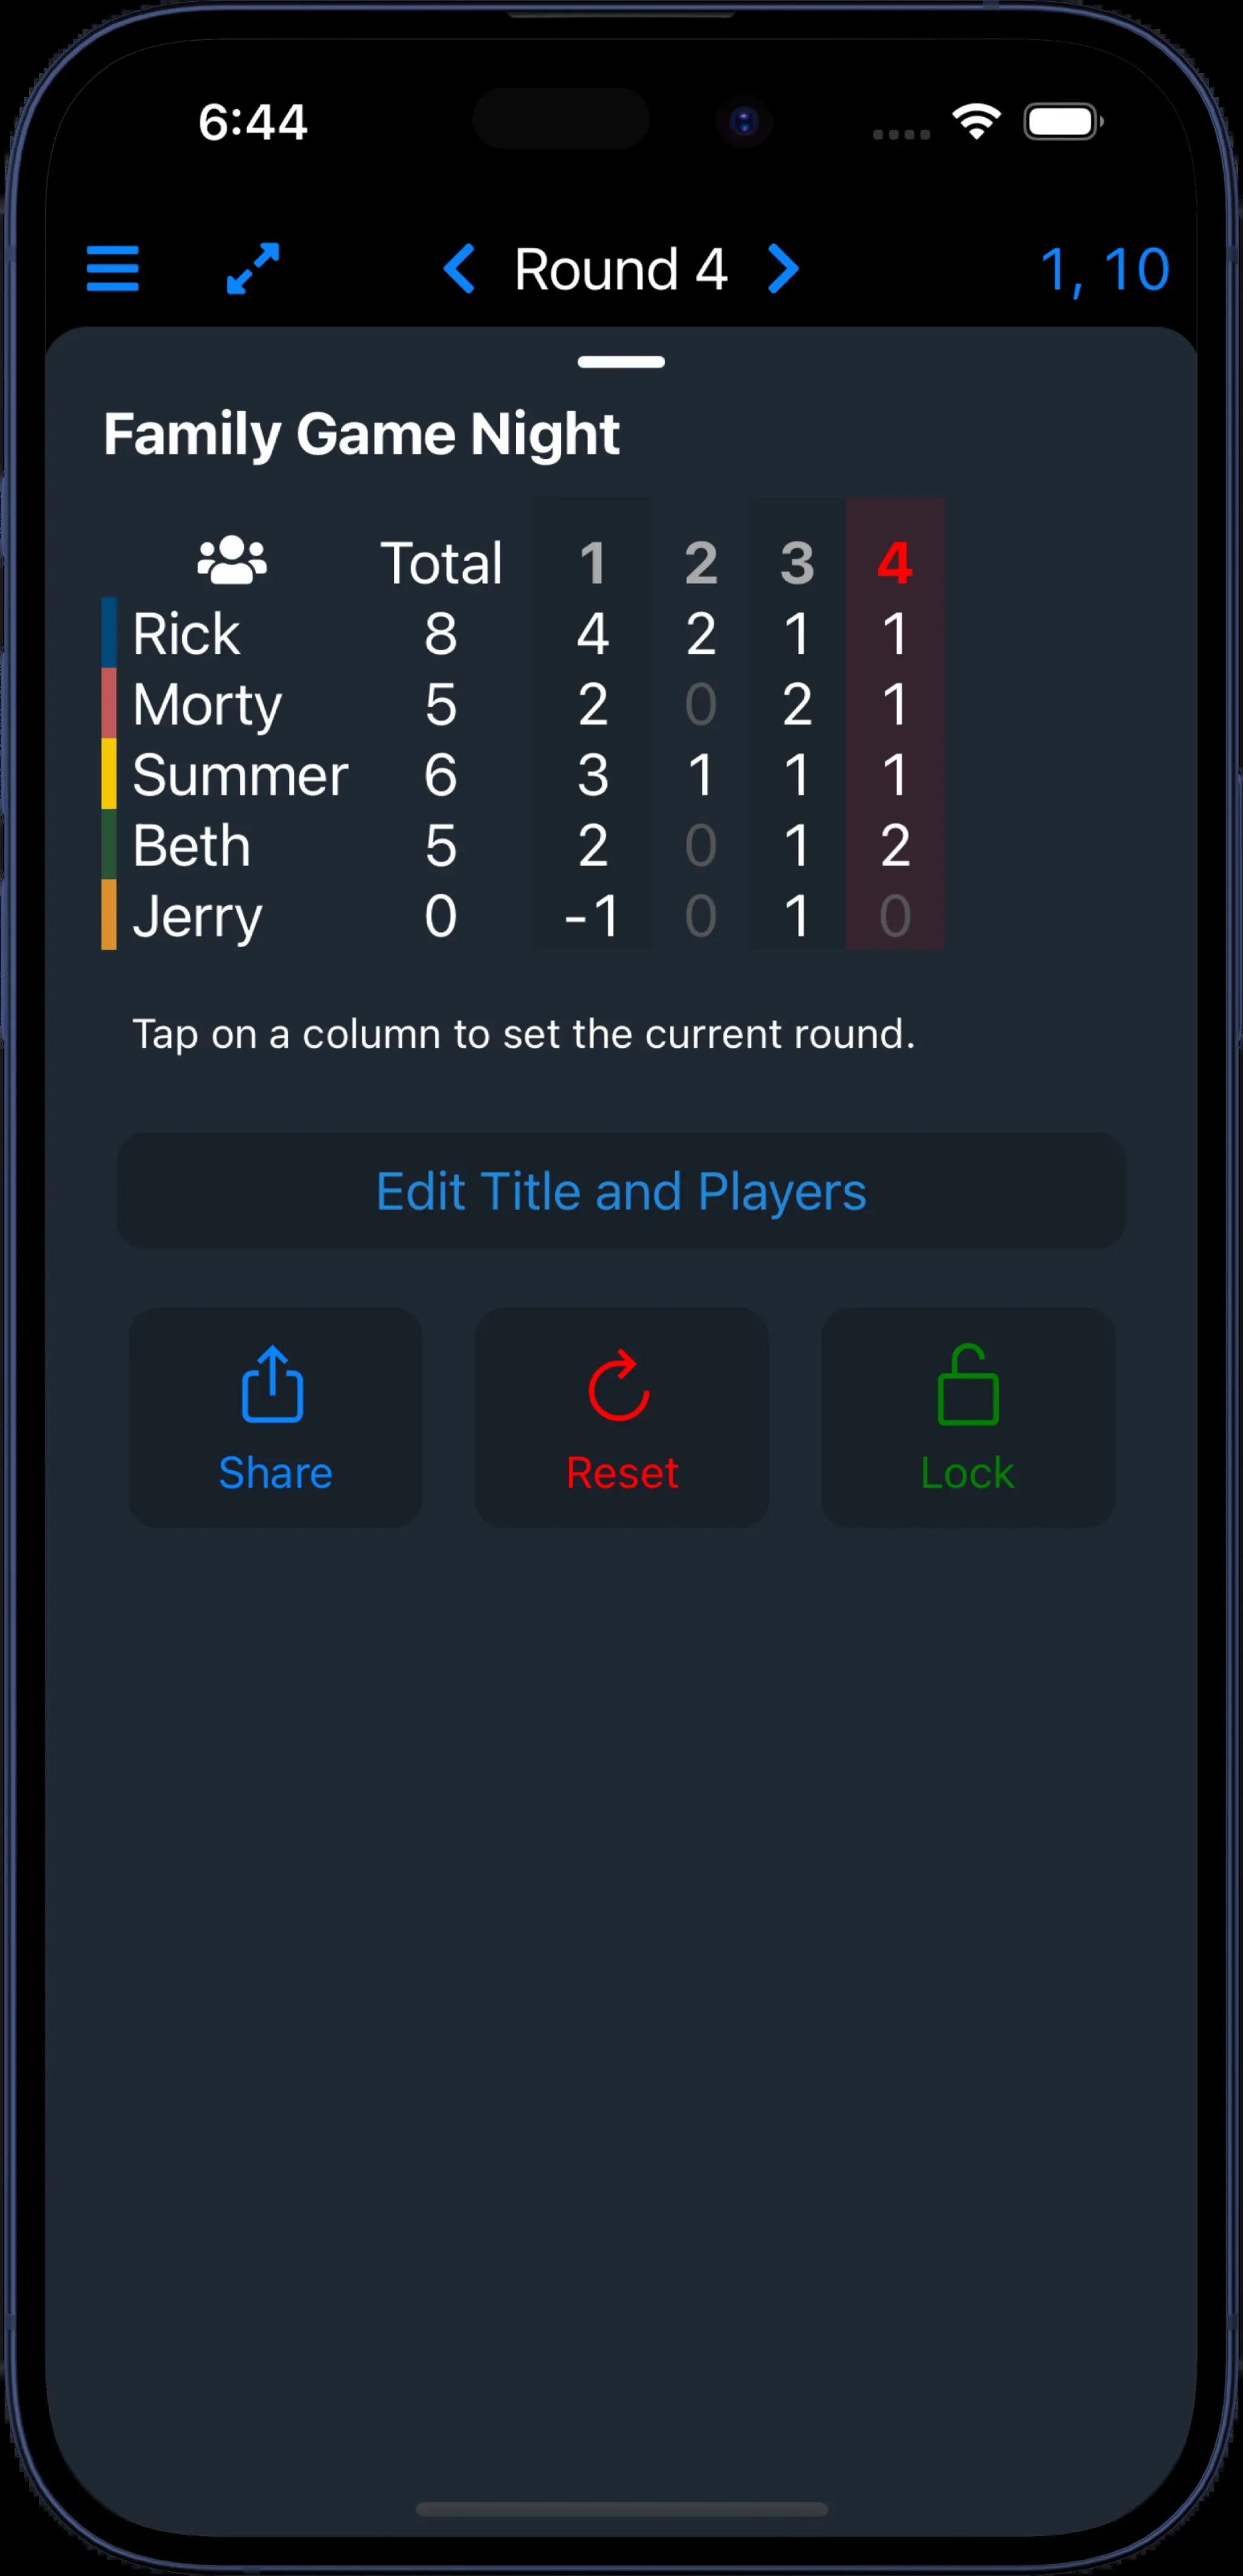 6:44
Round 4
1, 10
Family Game Night
Total 1 2 3 4
Rick 8 4 2 1 1
Morty 5 2 0 2 1
Summer 6 3 1 1 1
Beth 5 2 0 1 2
Jerry 0 -1 0 1 0
Tap on a column to set the current round.
Edit Title and Players
Share Reset Lock